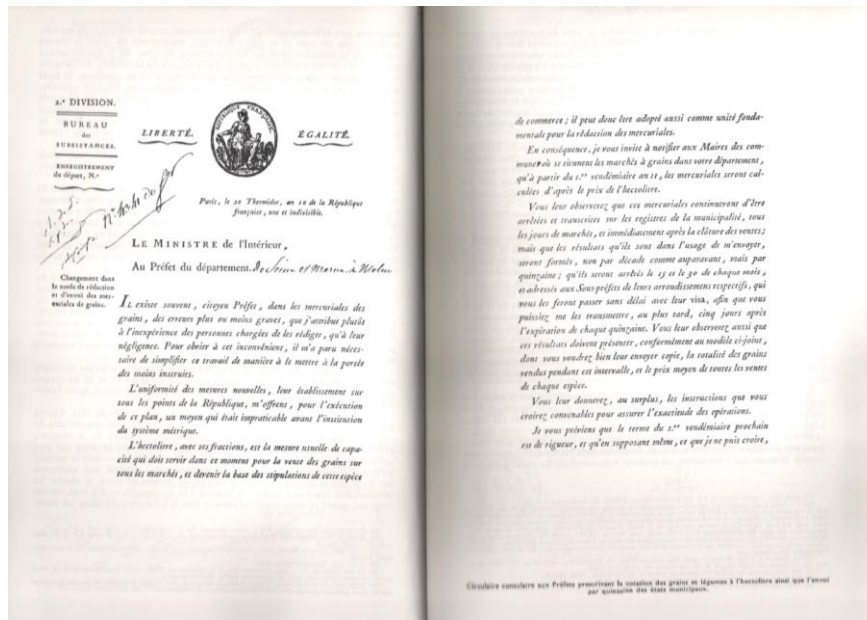 2.e DIVISION.
BUREAU
des
SUBSISTANCES.
ENREGISTREMENT
du départ, N.º
LIBERTÉ.
RÉPUBLIQUE FRANÇAISE
ÉGALITÉ.
Paris, le 20 Thermidor, an 10 de la République
française, une et indivisible.
LE MINISTRE de l'Intérieur,
Au Préfet du département de Seine et Marne à Melun
Changement dans
le mode de rédaction
et d'envoi des mer-
curiales de grains.
IL existe souvent, citoyen Préfet, dans les mercuriales des
grains, des erreurs plus ou moins graves, que j'attribue plutôt
à l'inexpérience des personnes chargées de les rédiger, qu'à leur
négligence. Pour obvier à cet inconvénient, il m'a paru néces-
saire de simplifier ce travail de manière à le mettre à la portée
des moins instruits.
L'uniformité des mesures nouvelles, leur établissement sur
tous les points de la République, m'offrent, pour l'exécution
de ce plan, un moyen qui était impraticable avant l'institution
du système métrique.
L'hectolitre, avec ses fractions, est la mesure usuelle de capa-
cité qui doit servir dans ce moment pour la vente des grains sur
tous les marchés, et devenir la base des stipulations de cette espèce
de commerce ; il peut donc être adopté aussi comme unité fonda-
mentale pour la rédaction des mercuriales.
En conséquence, je vous invite à notifier aux Maires des com-
munes où se tiennent les marchés à grains dans votre département,
qu'à partir du 1.er vendémiaire an 11, les mercuriales seront cal-
culées d'après le prix de l'hectolitre.
Vous leur observerez que ces mercuriales continueront d'être
arrêtées et transcrites sur les registres de la municipalité, tous
les jours de marchés, et immédiatement après la clôture des ventes ;
mais que les résultats qu'ils sont dans l'usage de m'envoyer,
seront formés, non par décade comme auparavant, mais par
quinzaine ; qu'ils seront arrêtés le 15 et le 30 de chaque mois,
et adressés aux Sous-préfets de leurs arrondissemens respectifs, qui
vous les feront passer sans délai avec leur visa, afin que vous
puissiez me les transmettre, au plus tard, cinq jours après
l'expiration de chaque quinzaine. Vous leur observerez aussi que
ces résultats doivent présenter, conformément au modèle ci-joint,
dont vous voudrez bien leur envoyer copie, la totalité des grains
vendus pendant cet intervalle, et le prix moyen de toutes les ventes
de chaque espèce.
Vous leur donnerez, au surplus, les instructions que vous
croirez convenables pour assurer l'exactitude des opérations.
Je vous préviens que le terme du 1.er vendémiaire prochain
est de rigueur, et qu'en supposant même, ce que je ne puis croire,
Circulaire consulaire aux Préfets prescrivant la cotation des grains et légumes à l'hectolitre ainsi que l'envoi
par quinzaine des états municipaux.